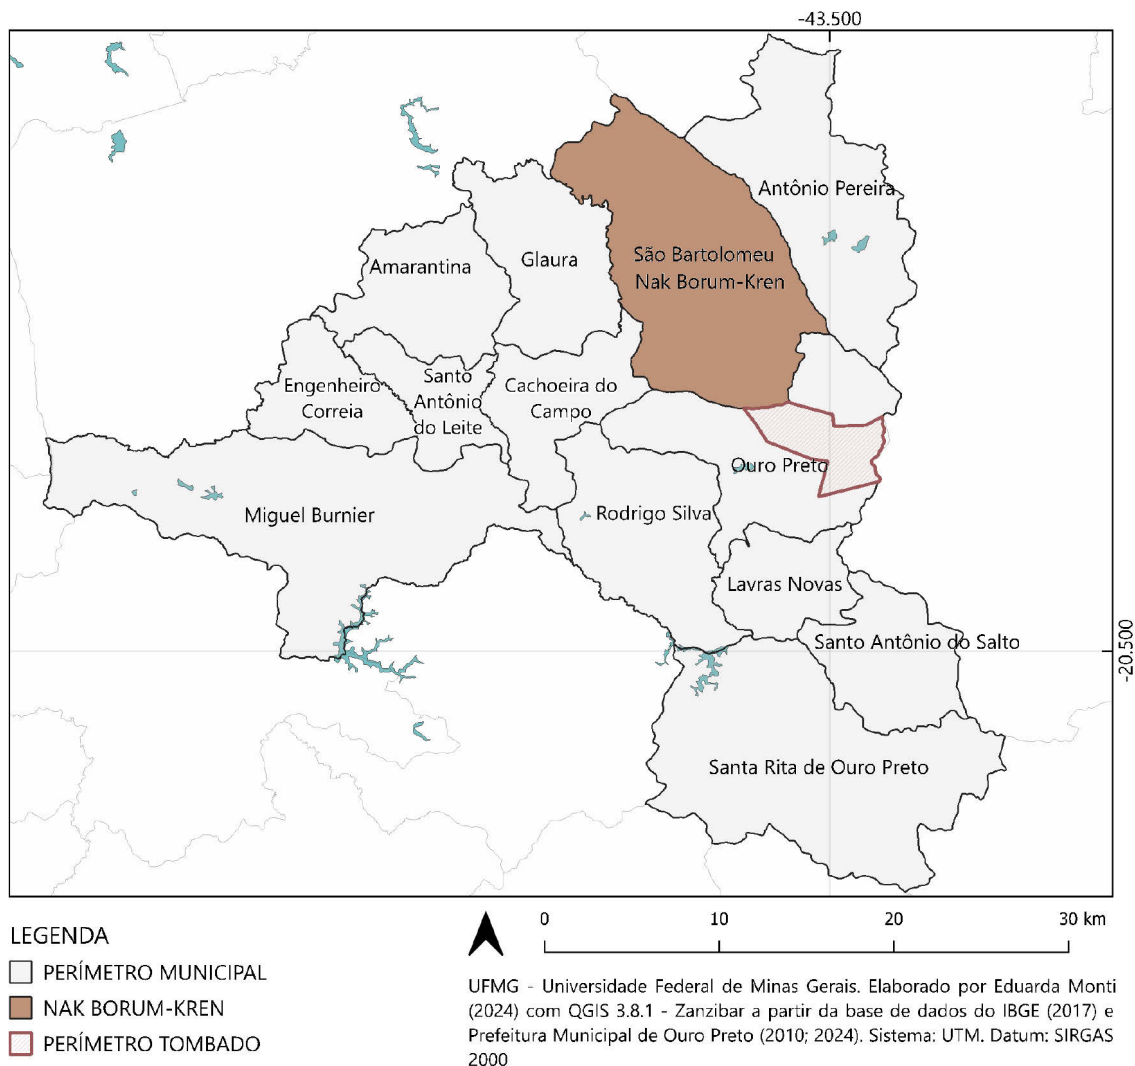 -43.500
Antônio Pereira
São Bartolomeu
Nak Borum-Kren
Glaura
Amarantina
Santo
Antônio
do Leite
Engenheiro
Correia
Cachoeira do
Campo
Ouro Preto
Miguel Burnier
Rodrigo Silva
Lavras Novas
Santo Antônio do Salto
-20.500
Santa Rita de Ouro Preto
LEGENDA
PERÍMETRO MUNICIPAL
NAK BORUM-KREN
PERÍMETRO TOMBADO
0 10 20 30 km
UFMG - Universidade Federal de Minas Gerais. Elaborado por Eduarda Monti
(2024) com QGIS 3.8.1 - Zanzibar a partir da base de dados do IBGE (2017) e
Prefeitura Municipal de Ouro Preto (2010; 2024). Sistema: UTM. Datum: SIRGAS
2000